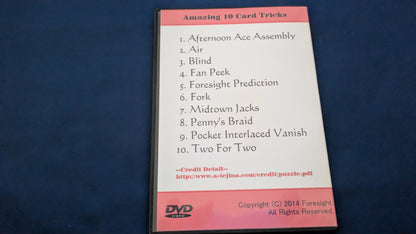 Amazing 10 Card Tricks
1. Afternoon Ace Assembly
2. Air
3. Blind
4. Fan Peek
5. Foresight Prediction
6. Fork
7. Midtown Jacks
8. Penny's Braid
9. Pocket Interlaced Vanish
10. Two For Two
--Credit Detail--
http://www.a-tejina.com/credit/puzzle.pdf
DVD
VIDEO
Copyright (C) 2014 Foresight
All Rights Reserved.